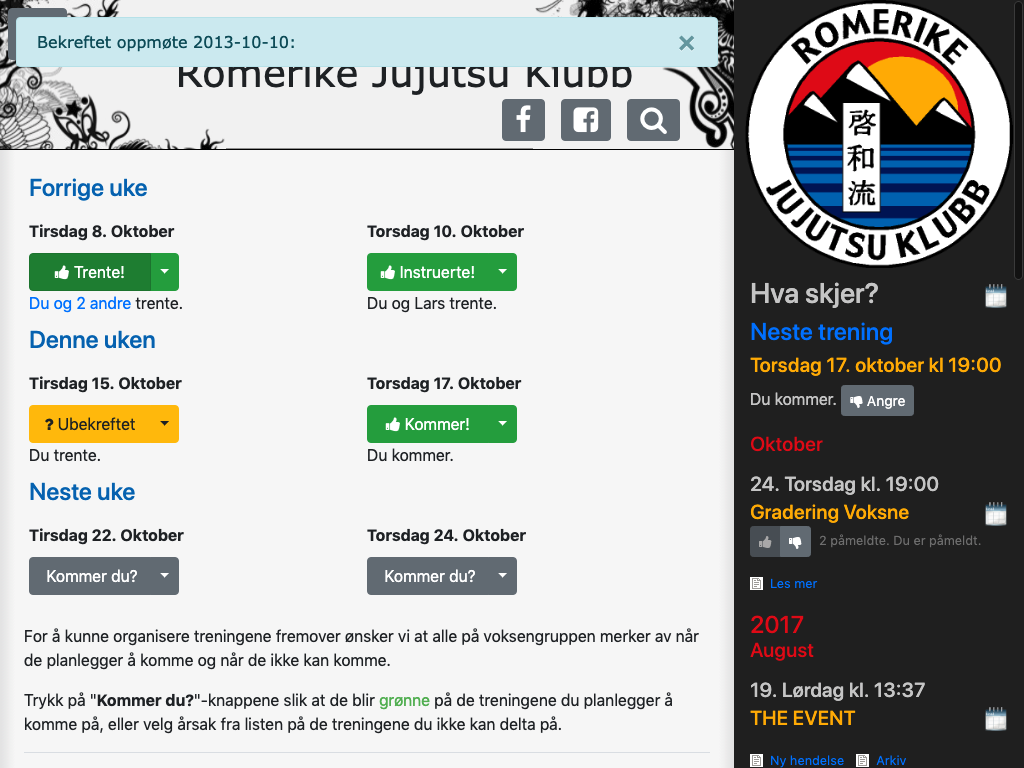 Bekreftet oppmøte 2013-10-10:
×
Romerike Jujutsu Klubb
Forrige uke
Tirsdag 8. Oktober
Torsdag 10. Oktober
Trente!
Instruerte!
Du og 2 andre trente.
Du og Lars trente.
Denne uken
Tirsdag 15. Oktober
Torsdag 17. Oktober
? Ubekreftet
Kommer!
Du trente.
Du kommer.
Neste uke
Tirsdag 22. Oktober
Torsdag 24. Oktober
Kommer du?
Kommer du?
For å kunne organisere treningene fremover ønsker vi at alle på voksengruppen merker av når
de planlegger å komme og når de ikke kan komme.
Trykk på "Kommer du?"-knappene slik at de blir grønne på de treningene du planlegger å
komme på, eller velg årsak fra listen på de treningene du ikke kan delta på.
ROMERIKE
啓和流
JUJUTSU KLUBB
Hva skjer?
Neste trening
Torsdag 17. oktober kl 19:00
Du kommer. Angre
Oktober
24. Torsdag kl. 19:00
Gradering Voksne
2 påmeldte. Du er påmeldt.
Les mer
2017
August
19. Lørdag kl. 13:37
THE EVENT
Ny hendelse Arkiv